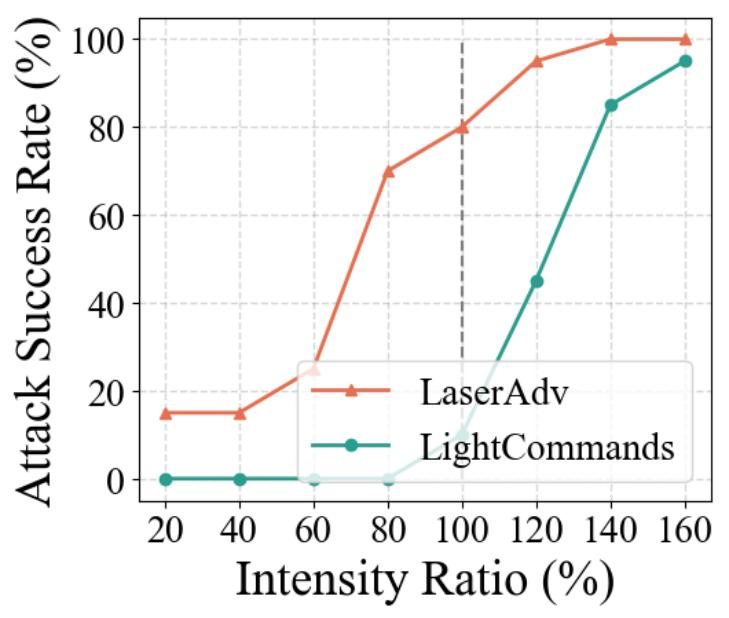 Attack Success Rate (%)
100
80
60
40
20
0
LaserAdv
LightCommands
20 40 60 80 100 120 140 160
Intensity Ratio (%)